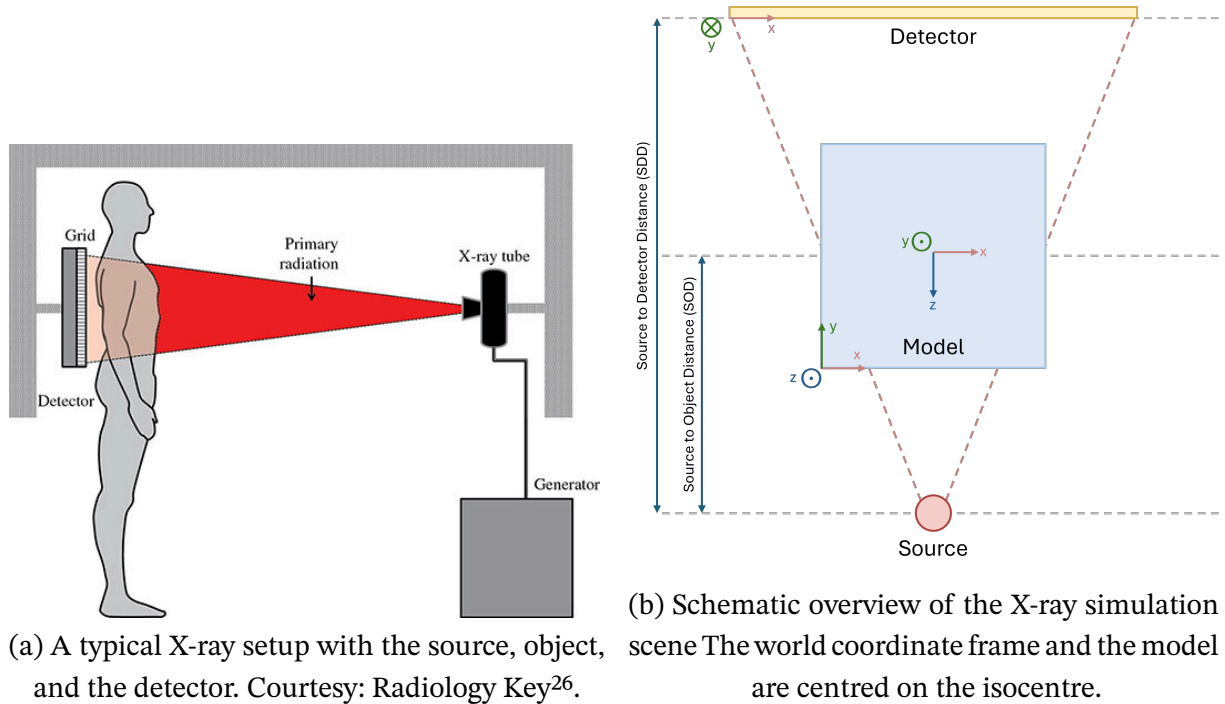 Grid
Primary
radiation
X-ray tube
Detector
Generator
(a) A typical X-ray setup with the source, object,
and the detector. Courtesy: Radiology Key26.
x
y
Detector
Source to Detector Distance (SDD)
Source to Object Distance (SOD)
y
x
z
y
x
z
Model
Source
(b) Schematic overview of the X-ray simulation
scene The world coordinate frame and the model
are centred on the isocentre.